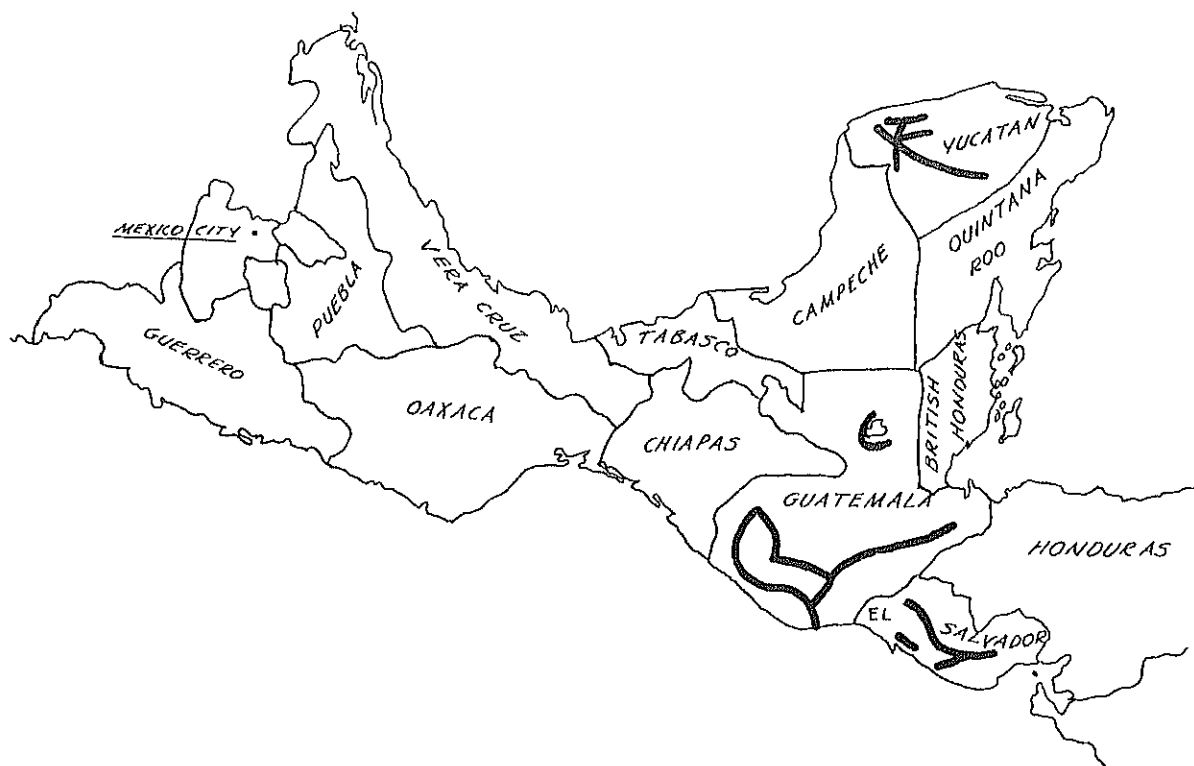 YUCATAN
MEXICO CITY
QUINTANA
ROO
VERA CRUZ
PUEBLA
CAMPECHE
TABASCO
GUERRERO
BRITISH
HONDURAS
OAXACA
CHIAPAS
GUATEMALA
HONDURAS
EL SALVADOR